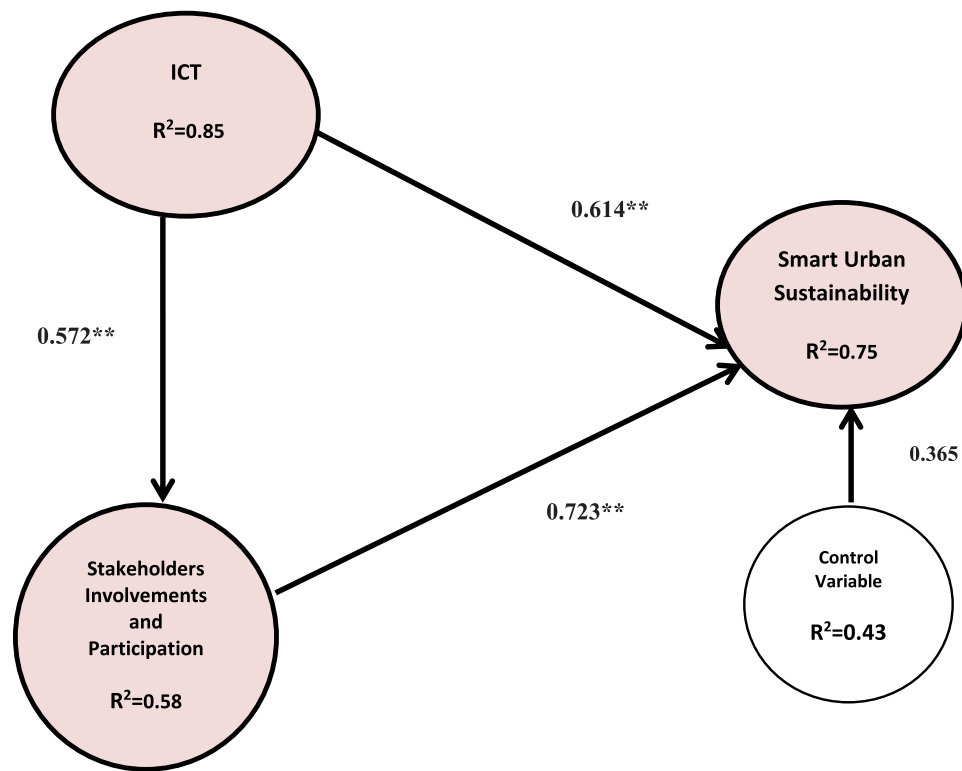 ICT
R²=0.85
0.614**
Smart Urban
Sustainability
R²=0.75
0.572**
0.365
0.723**
Stakeholders
Involvements
and
Participation
R²=0.58
Control
Variable
R²=0.43